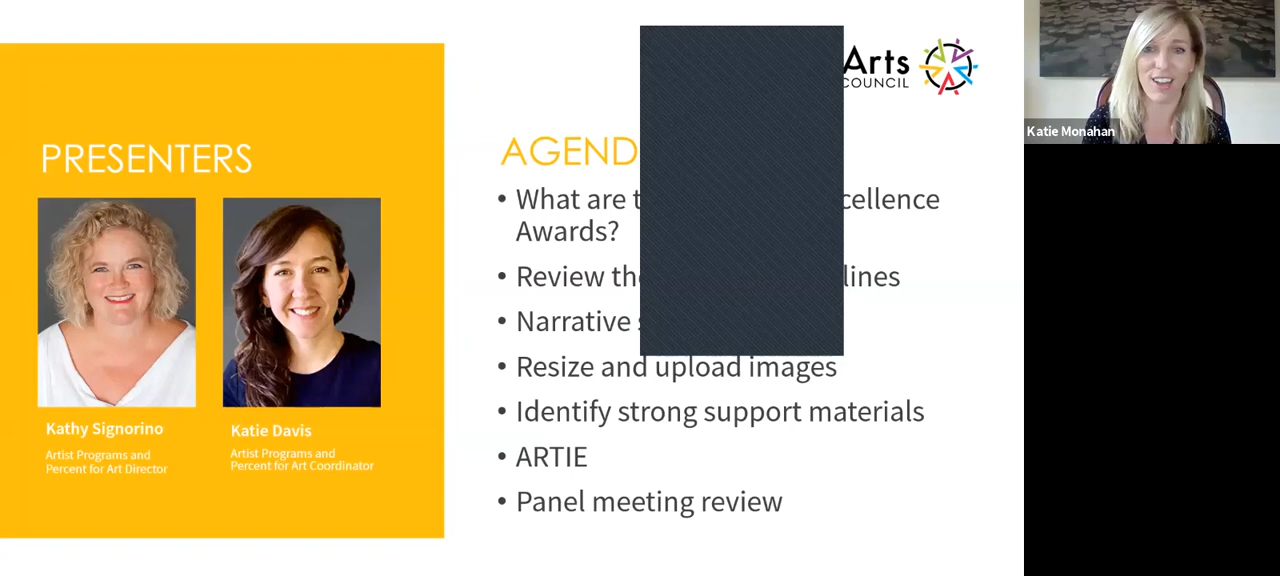 Arts
COUNCIL
PRESENTERS
Kathy Signorino
Artist Programs and
Percent for Art Director
Katie Davis
Artist Programs and
Percent for Art Coordinator
AGEND
• What are cellence
Awards?
• Review lines
• Narrative
• Resize and upload images
• Identify strong support materials
• ARTIE
• Panel meeting review
Katie Monahan